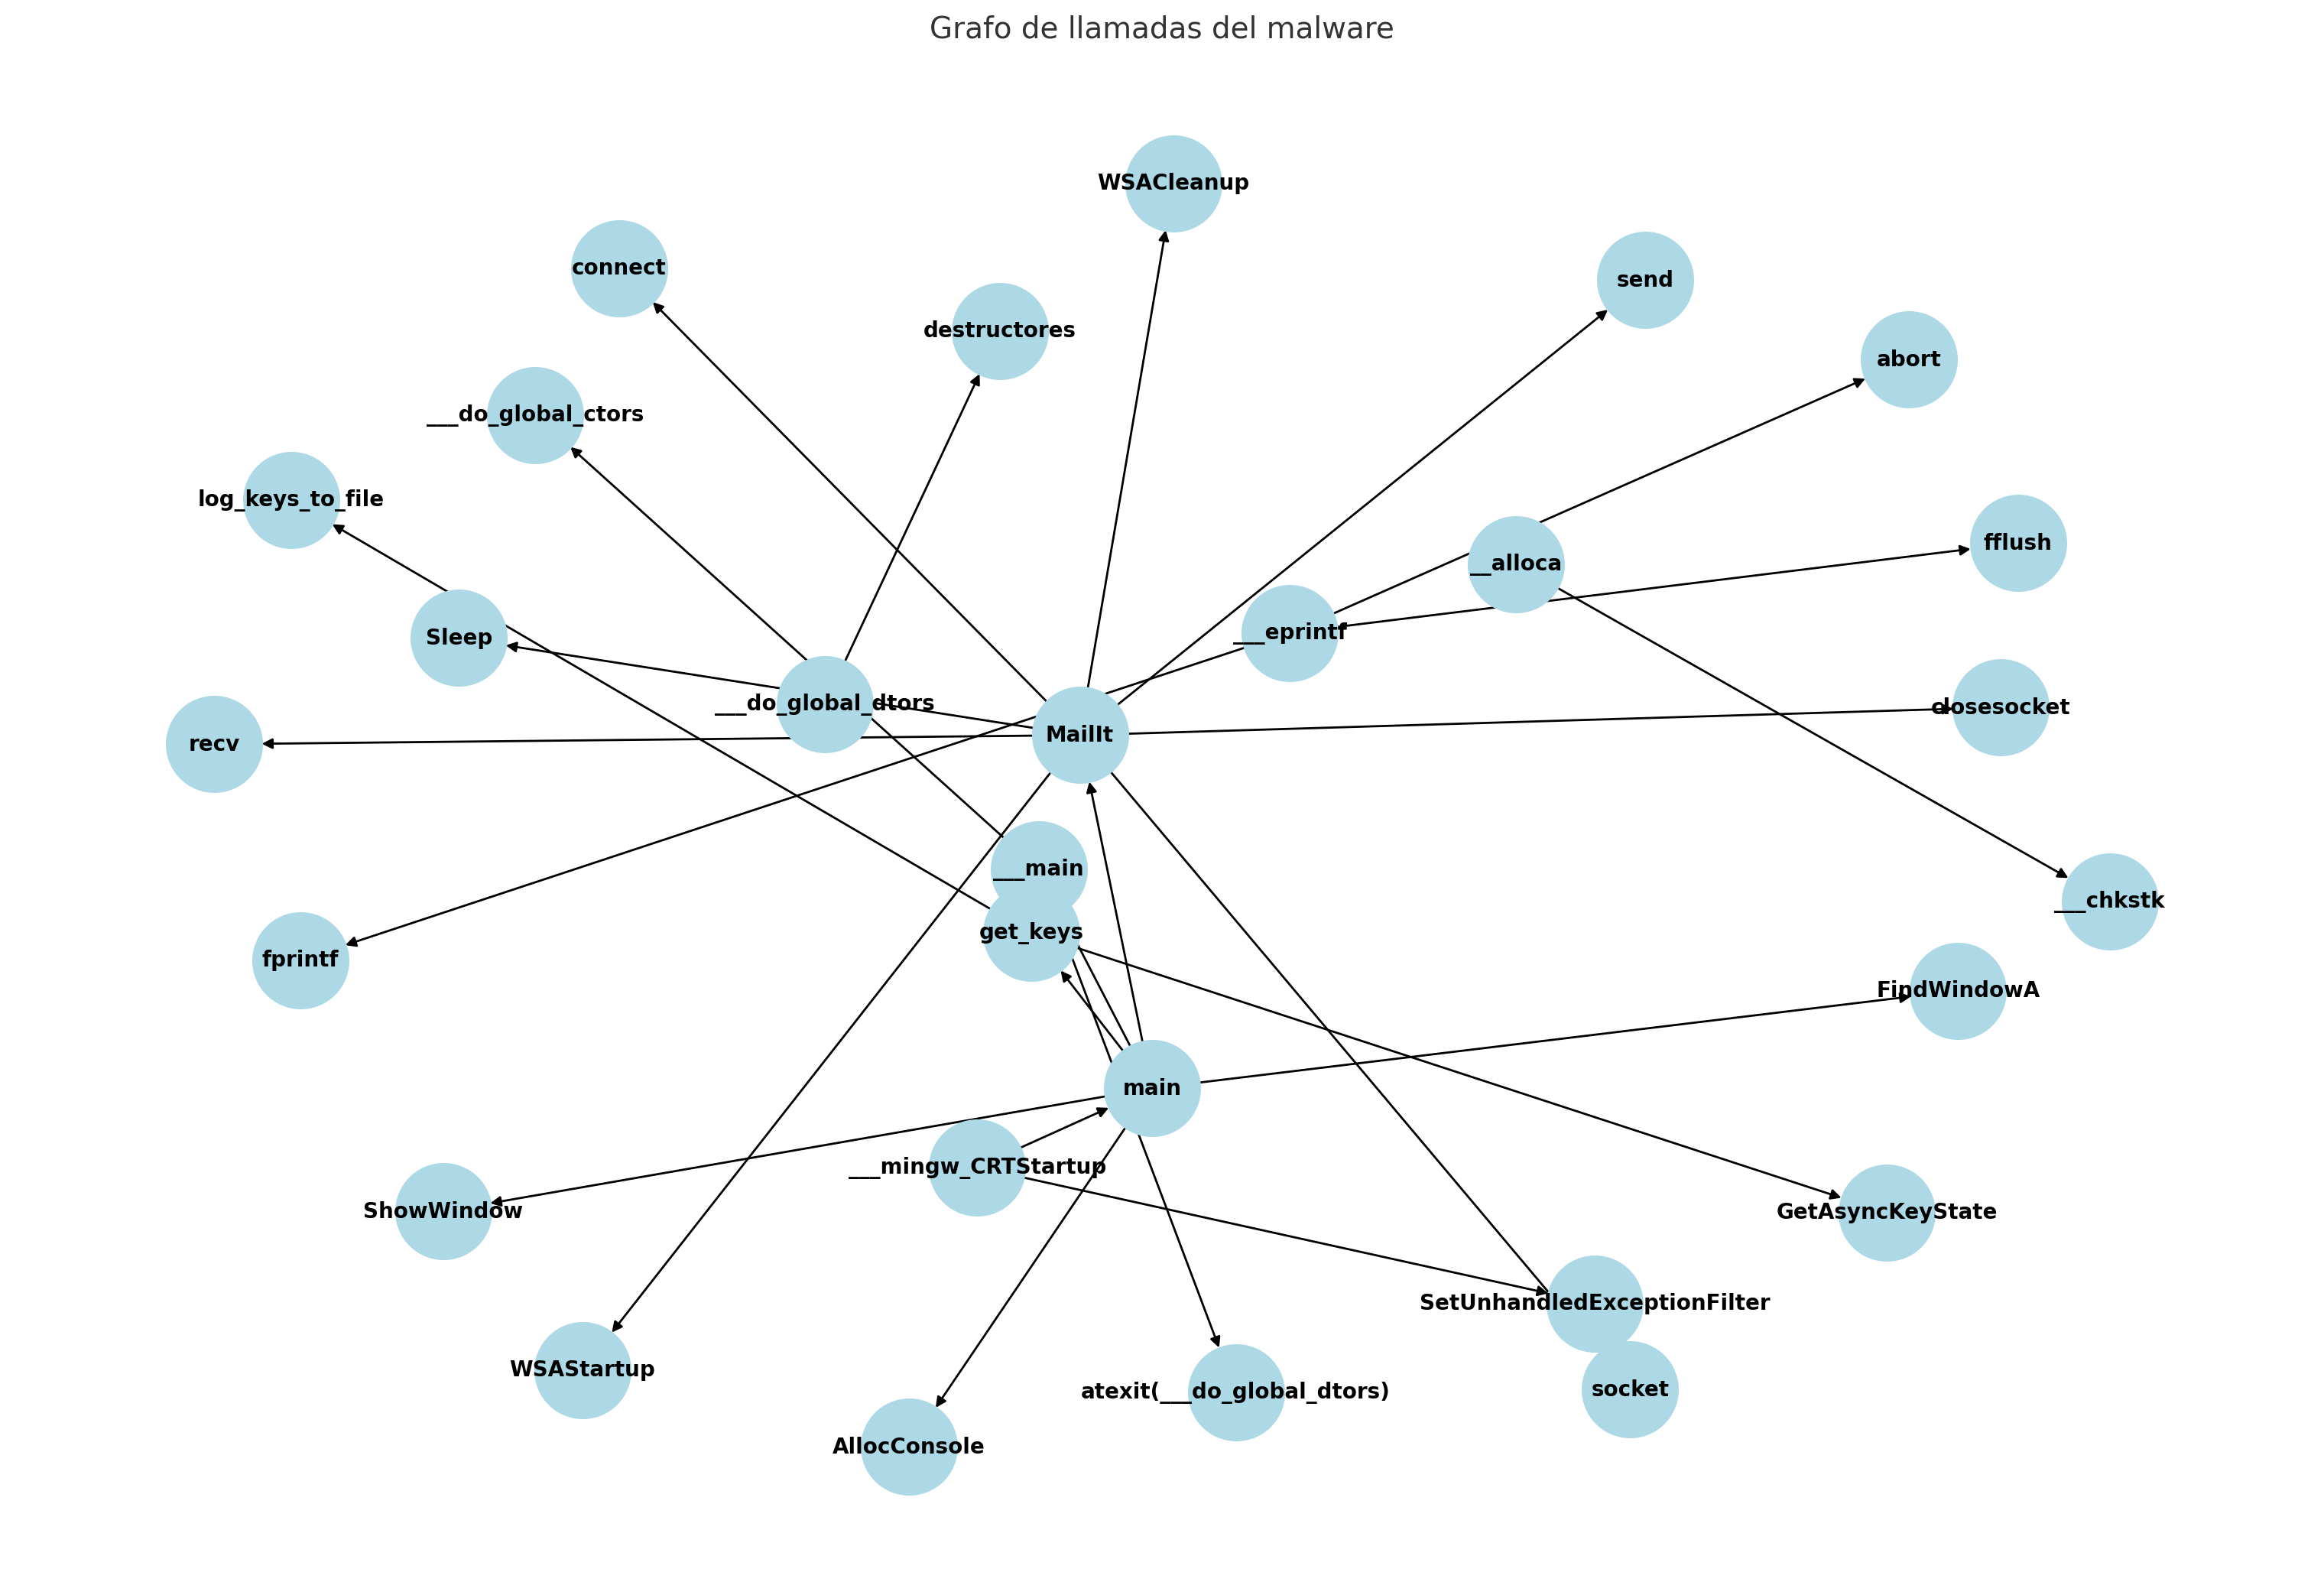 Grafo de llamadas del malware
WSACleanup
connect
send
destructores
abort
___do_global_ctors
log_keys_to_file
fflush
__alloca
Sleep
___eprintf
___do_global_dtors
closesocket
MailIt
recv
___main
___chkstk
get_keys
fprintf
FindWindowA
main
___mingw_CRTStartup
ShowWindow
GetAsyncKeyState
SetUnhandledExceptionFilter
WSAStartup
socket
atexit(___do_global_dtors)
AllocConsole